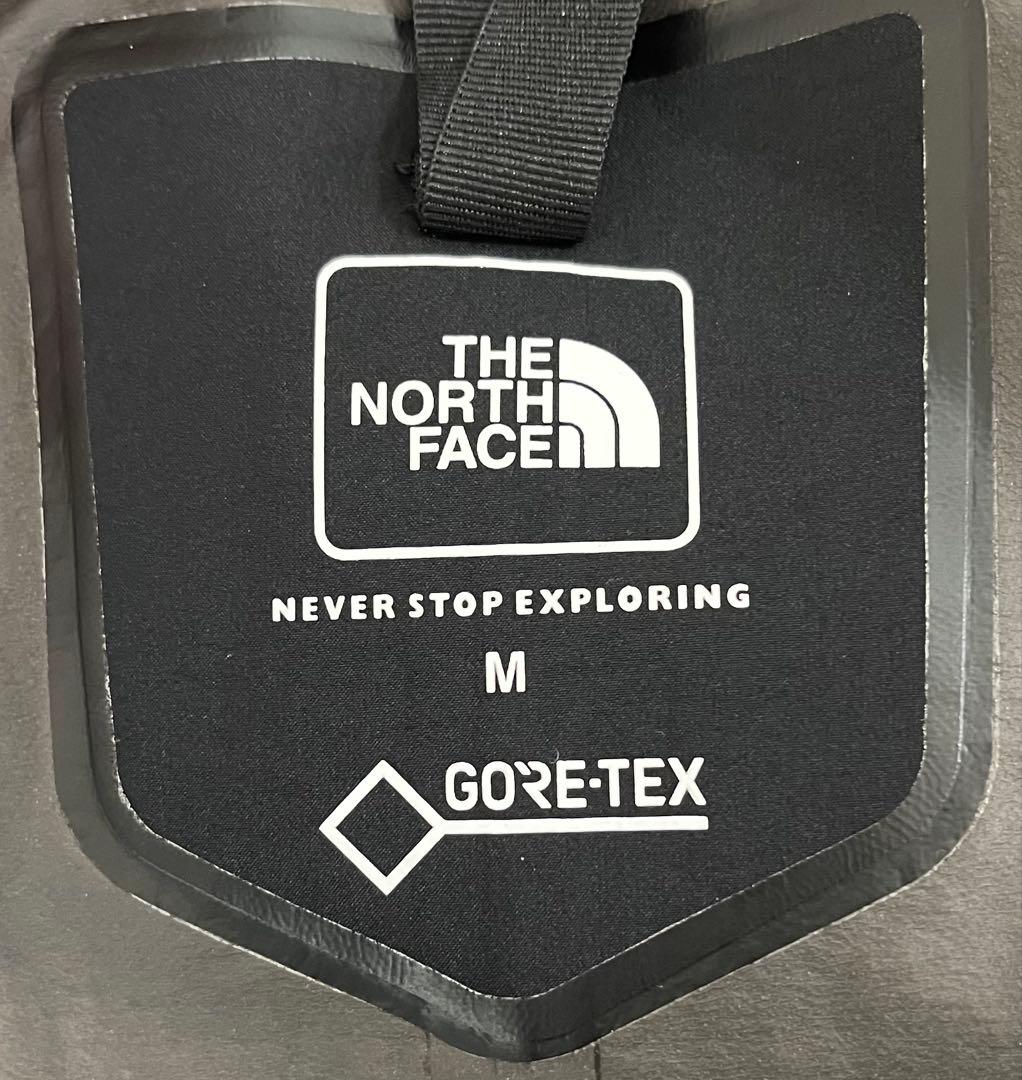 THE
NORTH
FACE
NEVER STOP EXPLORING
M
GORE-TEX